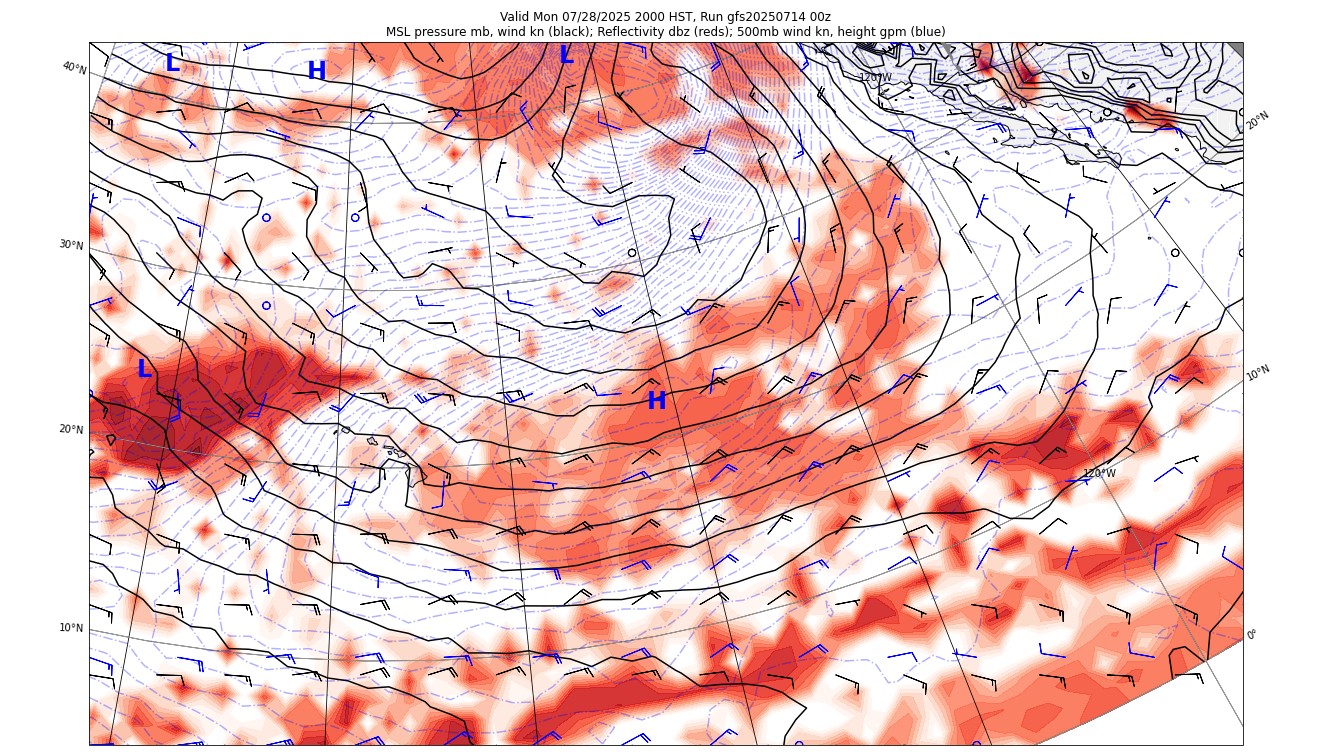 Valid Mon 07/28/2025 2000 HST, Run gfs20250714 00z
MSL pressure mb, wind kn (black); Reflectivity dbz (reds); 500mb wind kn, height gpm (blue)
L
H
L
40°N
120°W
20°N
30°N
L
H
10°N
20°N
120°W
10°N
0°